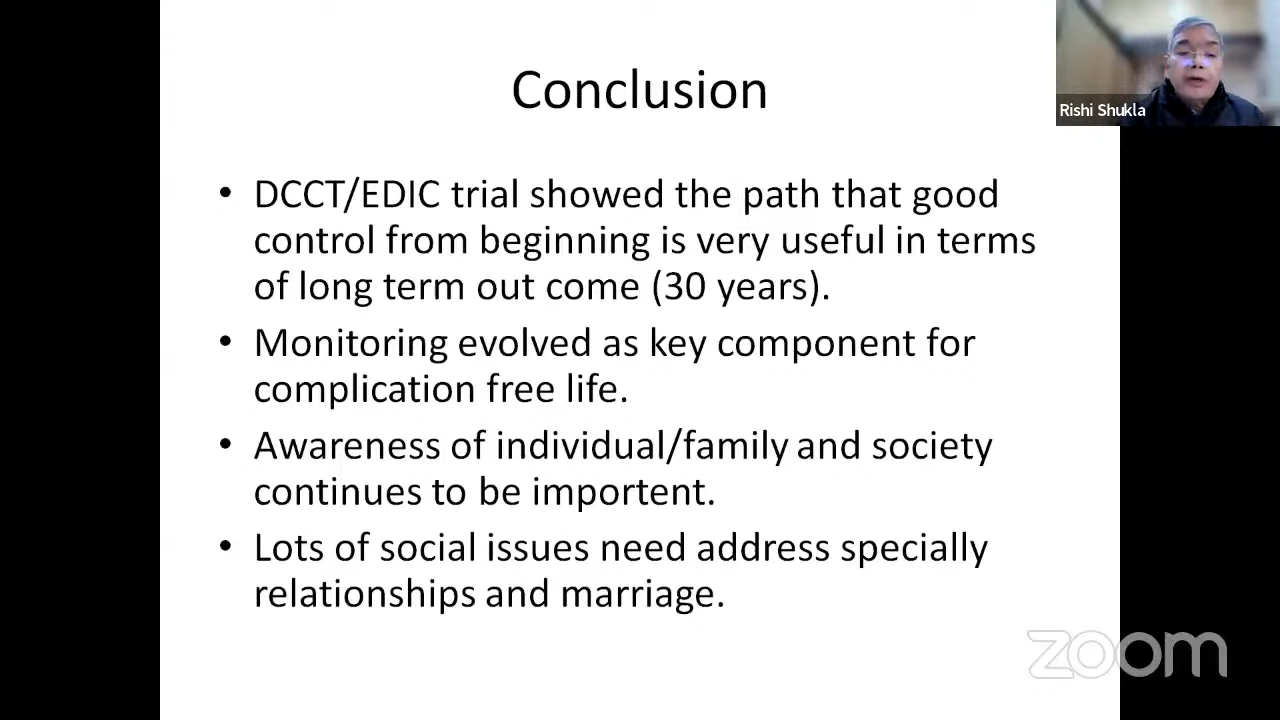 Conclusion
Rishi Shukla
• DCCT/EDIC trial showed the path that good
control from beginning is very useful in terms
of long term out come (30 years).
• Monitoring evolved as key component for
complication free life.
• Awareness of individual/family and society
continues to be importent.
• Lots of social issues need address specially
relationships and marriage.
zoom